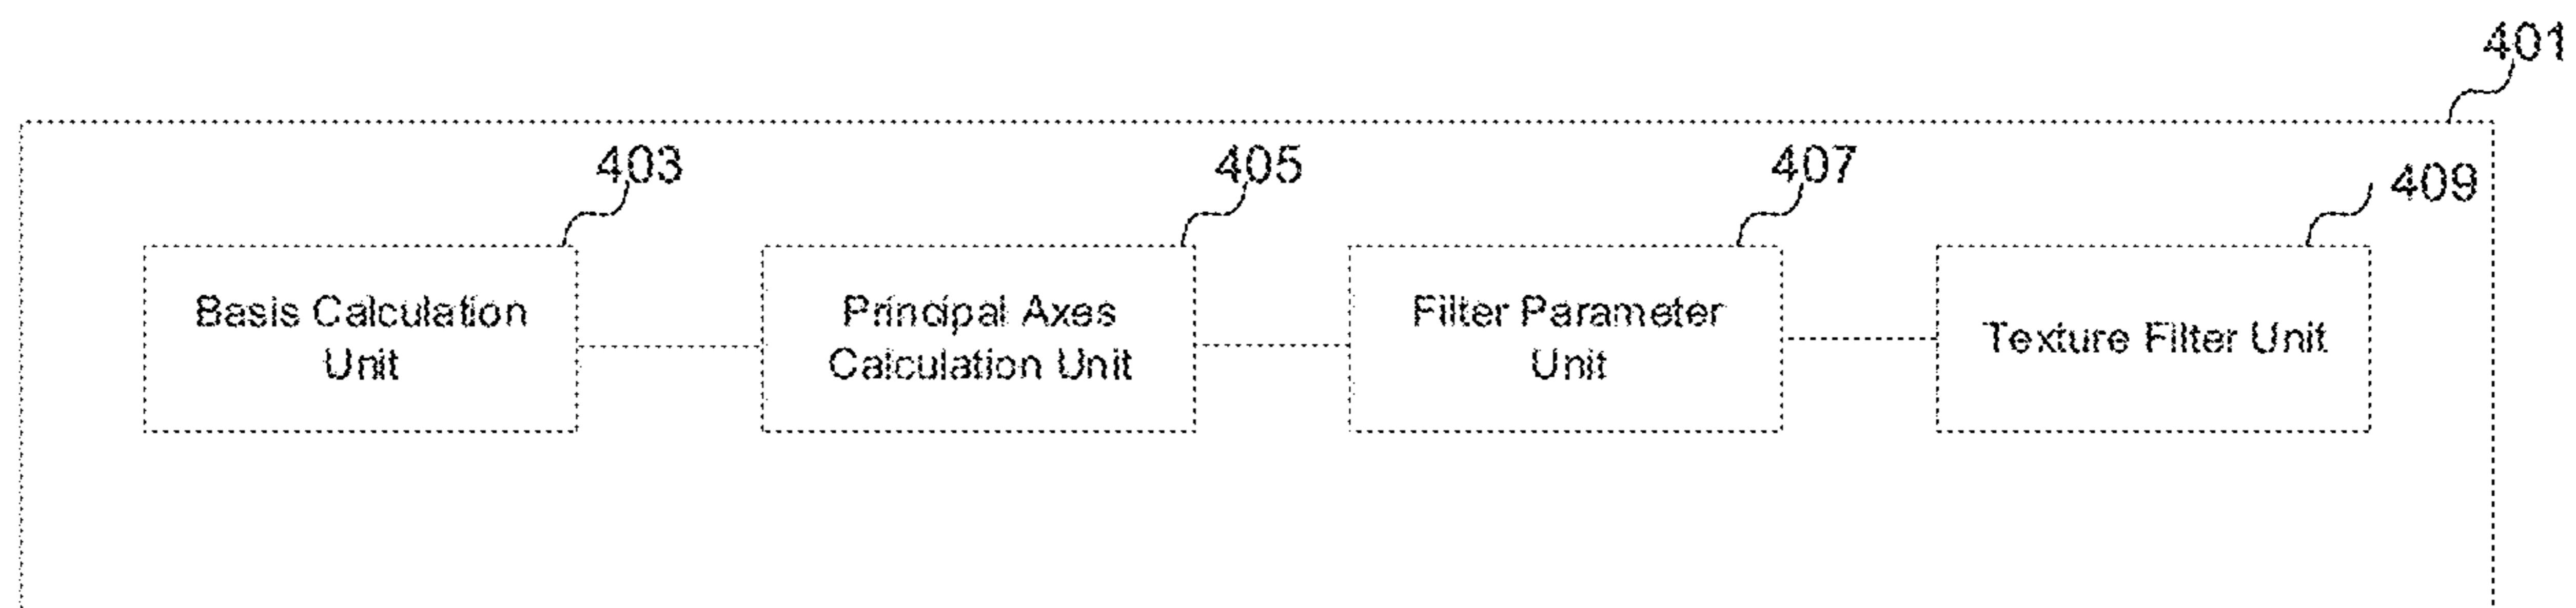 401
403
405
407
409
Basis Calculation
Unit
Principal Axes
Calculation Unit
Filter Parameter
Unit
Texture Filter Unit